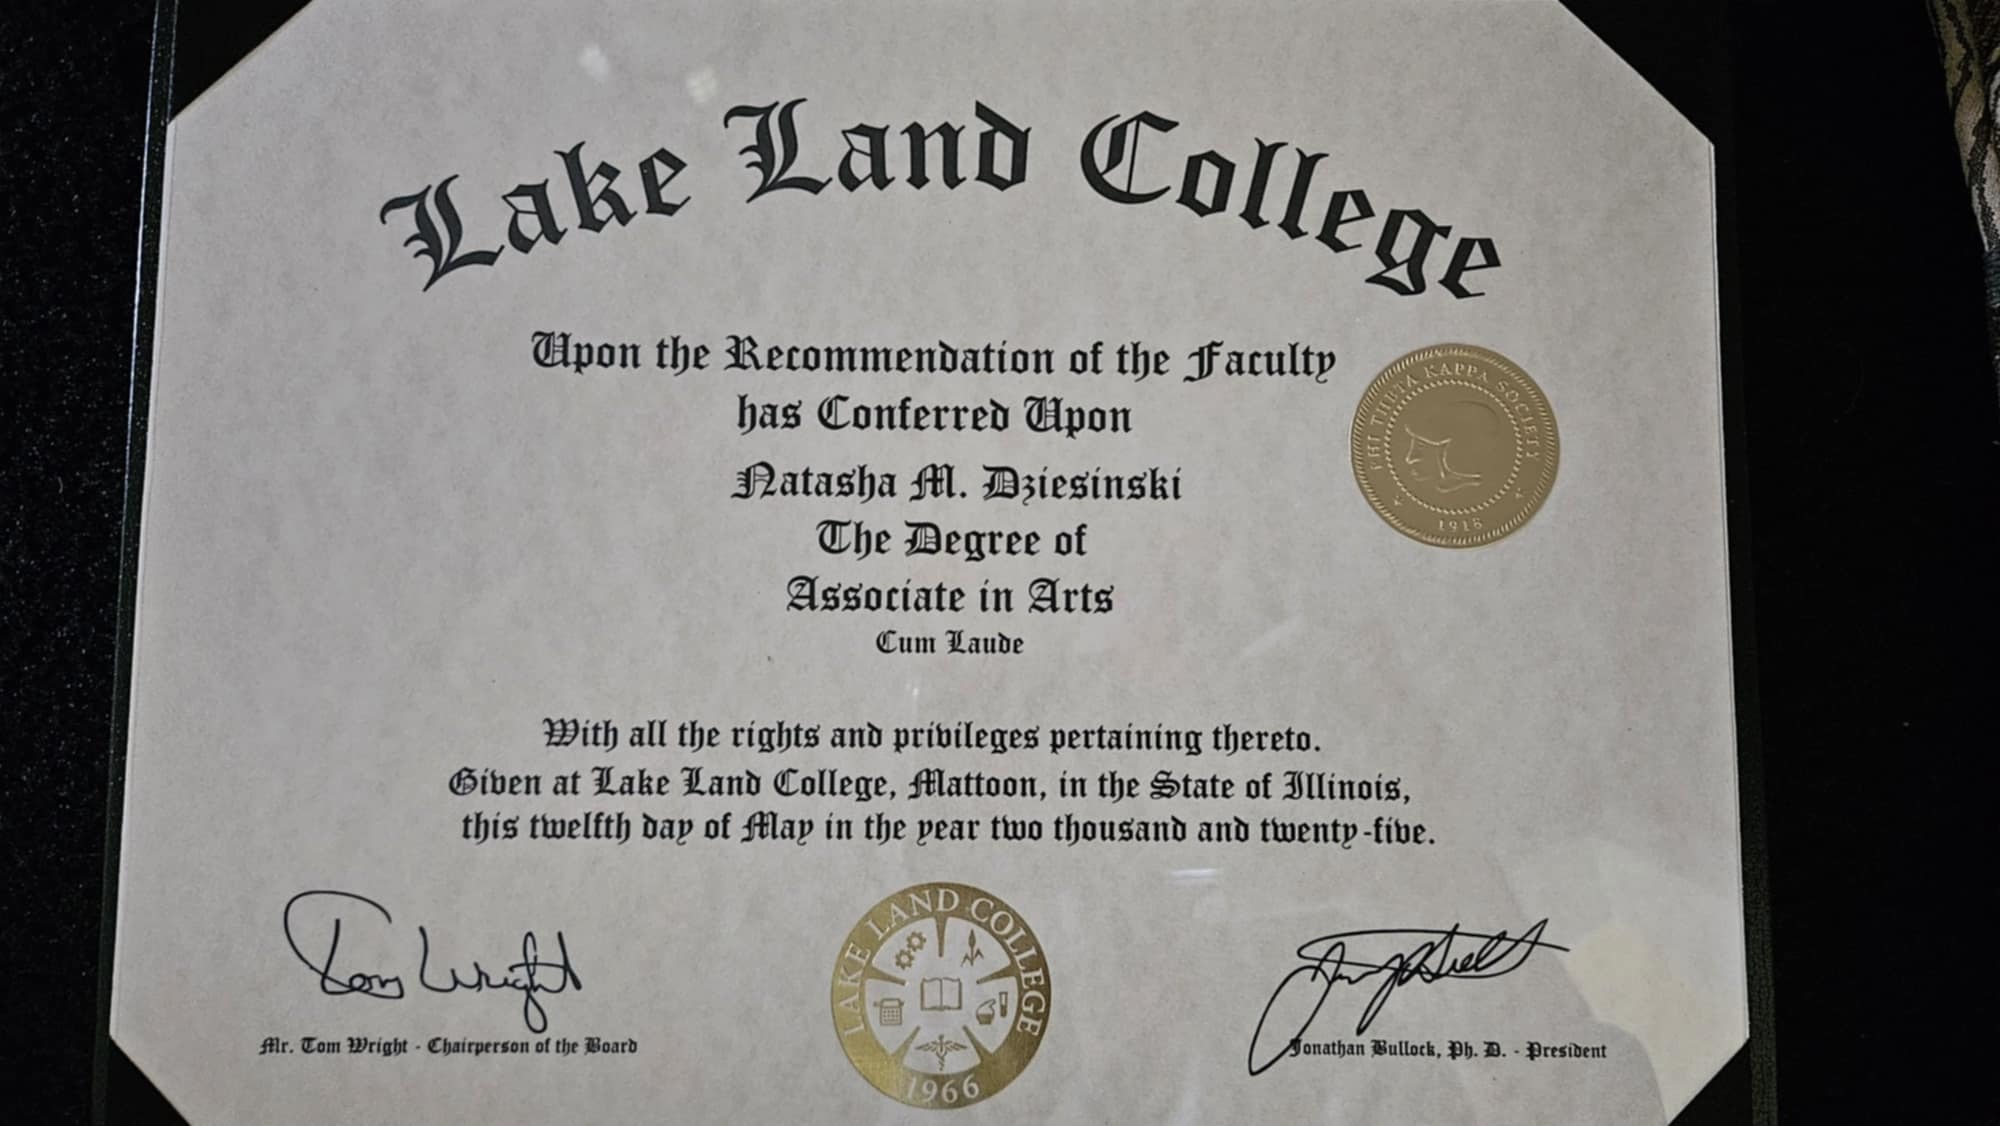 Lake Land College
Upon the Recommendation of the Faculty
has Conferred Upon
Natasha M. Dziesinski
The Degree of
Associate in Arts
Cum Laude
PHI THETA KAPPA SOCIETY
1918
With all the rights and privileges pertaining thereto.
Given at Lake Land College, Mattoon, in the State of Illinois,
this twelfth day of May in the year two thousand and twenty-five.
Tom Wright
Mr. Tom Wright - Chairperson of the Board
LAKE LAND COLLEGE
1966
Jonathan Bullock, Ph. D. - President